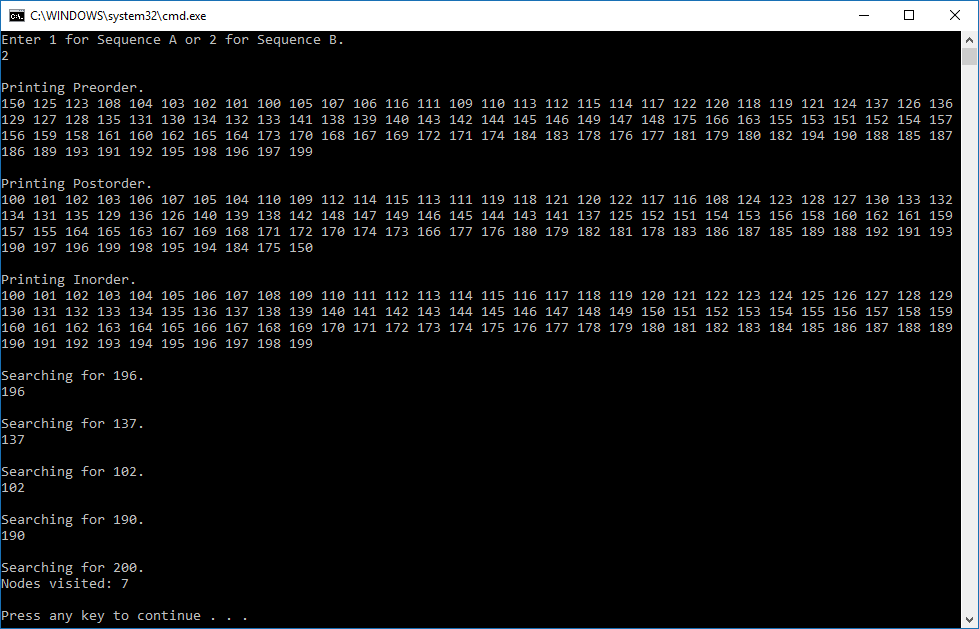 C:\WINDOWS\system32\cmd.exe
Enter 1 for Sequence A or 2 for Sequence B.
2
Printing Preorder.
150 125 123 108 104 103 102 101 100 105 107 106 116 111 109 110 113 112 115 114 117 122 120 118 119 121 124 137 126 136
129 127 128 135 131 130 134 132 133 141 138 139 140 143 142 144 145 146 149 147 148 175 166 163 155 153 151 152 154 157
156 159 158 161 160 162 165 164 173 170 168 167 169 172 171 174 184 183 178 176 177 181 179 180 182 194 190 188 185 187
186 189 193 191 192 195 198 196 197 199
Printing Postorder.
100 101 102 103 106 107 105 104 110 109 112 114 115 113 111 119 118 121 120 122 117 116 108 124 123 128 127 130 133 132
134 131 135 129 136 126 140 139 138 142 148 147 149 146 145 144 143 141 137 125 152 151 154 153 156 158 160 162 161 159
157 155 164 165 163 167 169 168 171 172 170 174 173 166 177 176 180 179 182 181 178 183 186 187 185 189 188 192 191 193
190 197 196 199 198 195 194 184 175 150
Printing Inorder.
100 101 102 103 104 105 106 107 108 109 110 111 112 113 114 115 116 117 118 119 120 121 122 123 124 125 126 127 128 129
130 131 132 133 134 135 136 137 138 139 140 141 142 143 144 145 146 147 148 149 150 151 152 153 154 155 156 157 158 159
160 161 162 163 164 165 166 167 168 169 170 171 172 173 174 175 176 177 178 179 180 181 182 183 184 185 186 187 188 189
190 191 192 193 194 195 196 197 198 199
Searching for 196.
196
Searching for 137.
137
Searching for 102.
102
Searching for 190.
190
Searching for 200.
Nodes visited: 7
Press any key to continue . . .